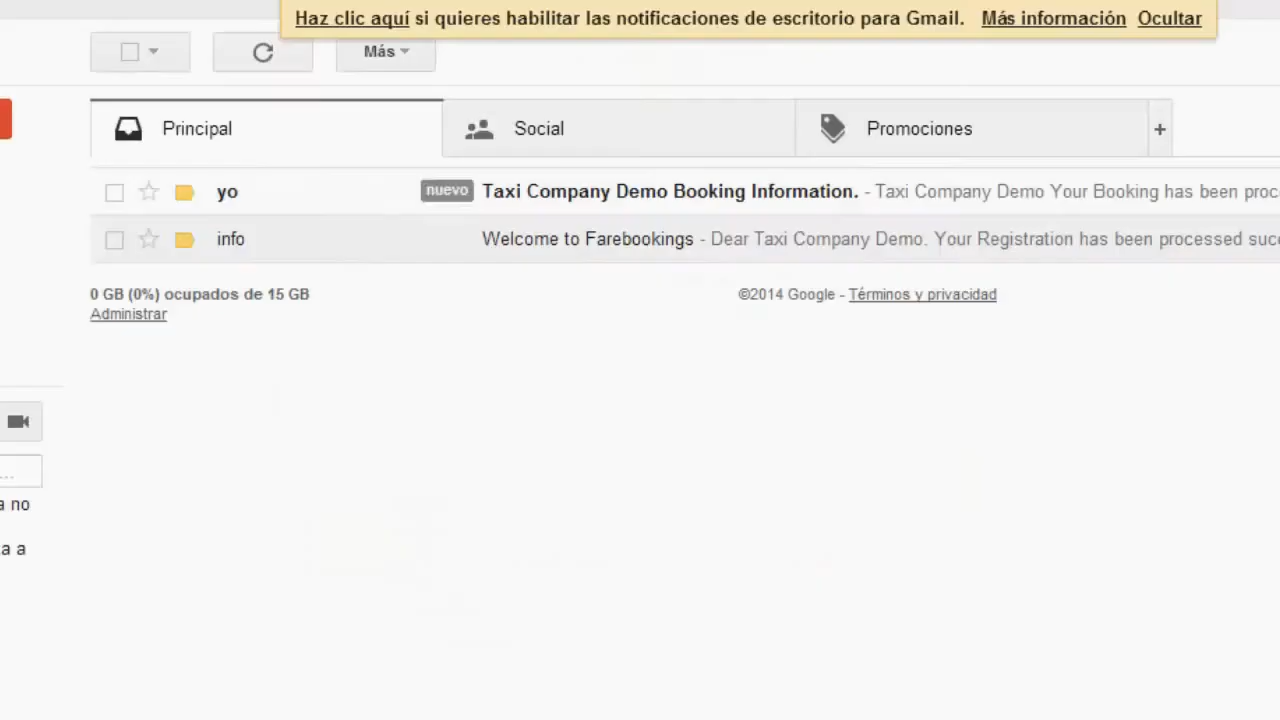 Haz clic aquí si quieres habilitar las notificaciones de escritorio para Gmail. Más información Ocultar
Más
Principal Social Promociones +
yo nuevo Taxi Company Demo Booking Information. - Taxi Company Demo Your Booking has been
info Welcome to Farebookings - Dear Taxi Company Demo. Your Registration has been processed
0 GB (0%) ocupados de 15 GB ©2014 Google - Términos y privacidad
Administrar
...
no
a